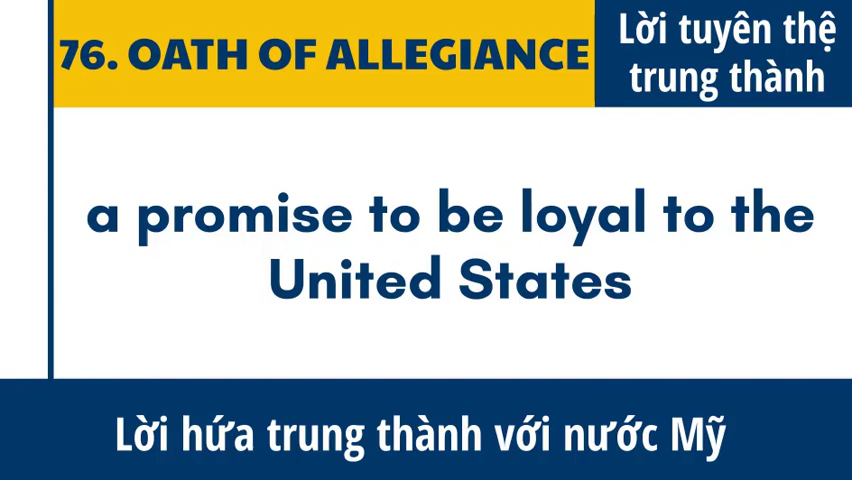 76. OATH OF ALLEGIANCE
Lời tuyên thệ
trung thành
a promise to be loyal to the
United States
Lời hứa trung thành với nước Mỹ